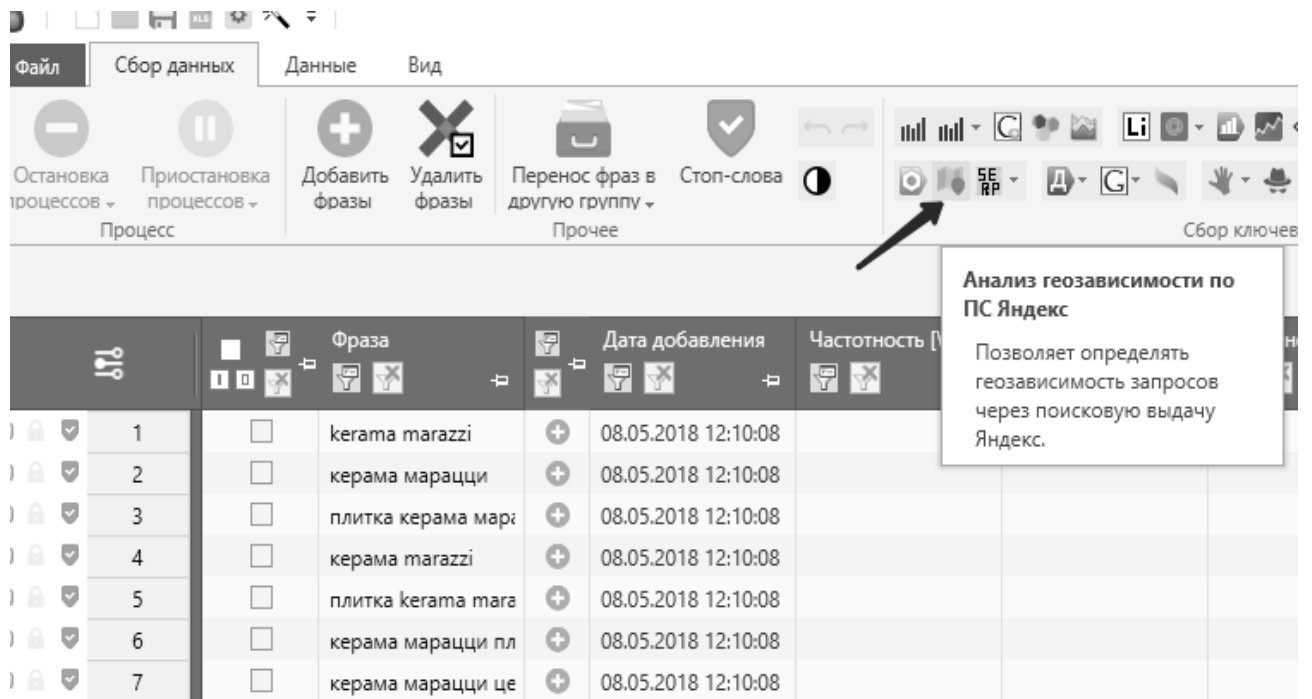 XLS
Файл Сбор данных Данные Вид
Остановка Приостановка Добавить Удалить Перенос фраз в Стоп-слова
процессов процессов фразы фразы другую группу
Li
SE
RP
Д G
Процесс Прочее Сбор ключев
Анализ геозависимости по
ПС Яндекс
Позволяет определять
геозависимость запросов
через поисковую выдачу
Яндекс.
Фраза Дата добавления Частотность [
1 kerama marazzi 08.05.2018 12:10:08
2 керама марацци 08.05.2018 12:10:08
3 плитка керама мара 08.05.2018 12:10:08
4 керама marazzi 08.05.2018 12:10:08
5 плитка kerama mara 08.05.2018 12:10:08
6 керама марацци пл 08.05.2018 12:10:08
7 керама марацци це 08.05.2018 12:10:08